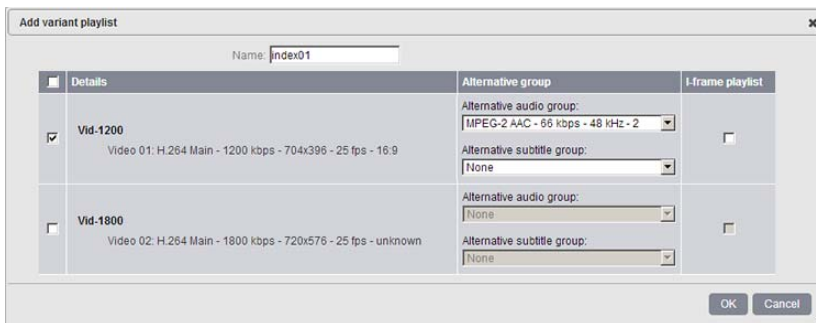 Add variant playlist
Name: index01
Details Alternative group I-frame playlist
Vid-1200
Video 01: H.264 Main - 1200 kbps - 704x396 - 25 fps - 16:9
Alternative audio group:
MPEG-2 AAC - 66 kbps - 48 kHz - 2
Alternative subtitle group:
None
Vid-1800
Video 02: H.264 Main - 1800 kbps - 720x576 - 25 fps - unknown
Alternative audio group:
None
Alternative subtitle group:
None
OK Cancel